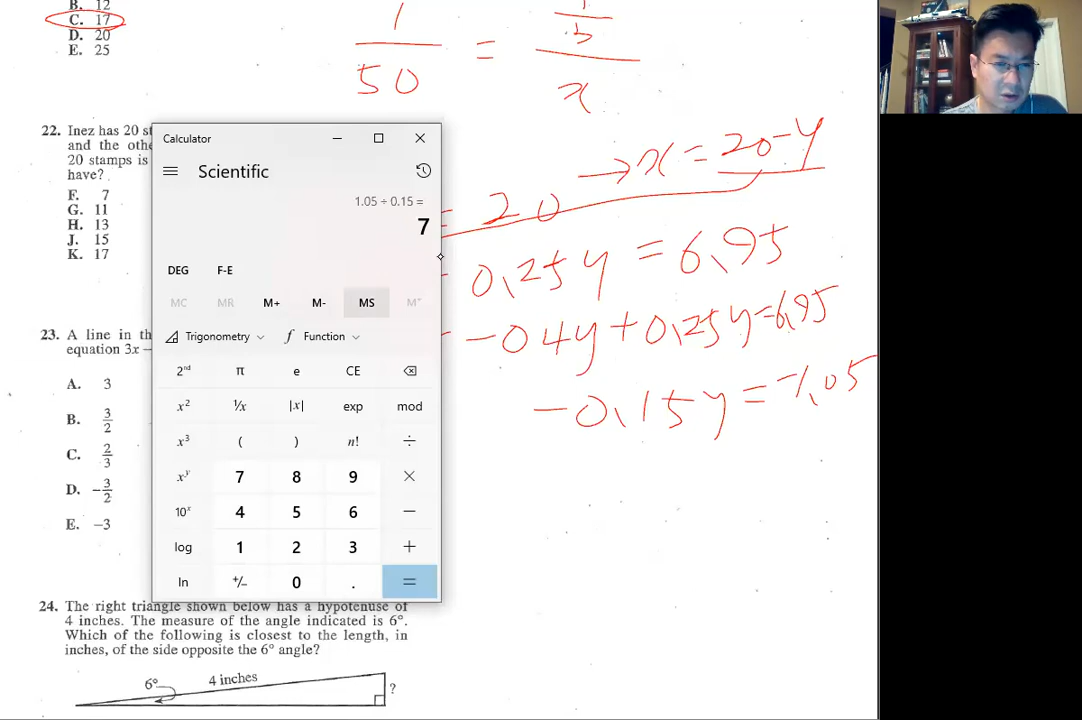 B. 12
C. 17
D. 20
E. 25
1
50
=
x
22. Inez has 20 st
and the othe
20 stamps is
have?
F. 7
G. 11
H. 13
J. 15
K. 17
= 20 → x = 20 - y
0.25y = 6.95
-0.4y + 0.25y = 6.95
-0.15y = -1.05
Calculator
Scientific
1.05 ÷ 0.15 =
7
DEG F-E
MC MR M+ M- MS M˅
Trigonometry f Function
2ⁿᵈ π e CE
x² ¹/x |x| exp mod
x³ ( ) n! ÷
xʸ 7 8 9 ×
10ˣ 4 5 6 −
log 1 2 3 +
ln +/- 0 . =
23. A line in th
equation 3x –
A. 3
B. 3/2
C. 2/3
D. -3/2
E. -3
24. The right triangle shown below has a hypotenuse of
4 inches. The measure of the angle indicated is 6°.
Which of the following is closest to the length, in
inches, of the side opposite the 6° angle?
6° 4 inches ?